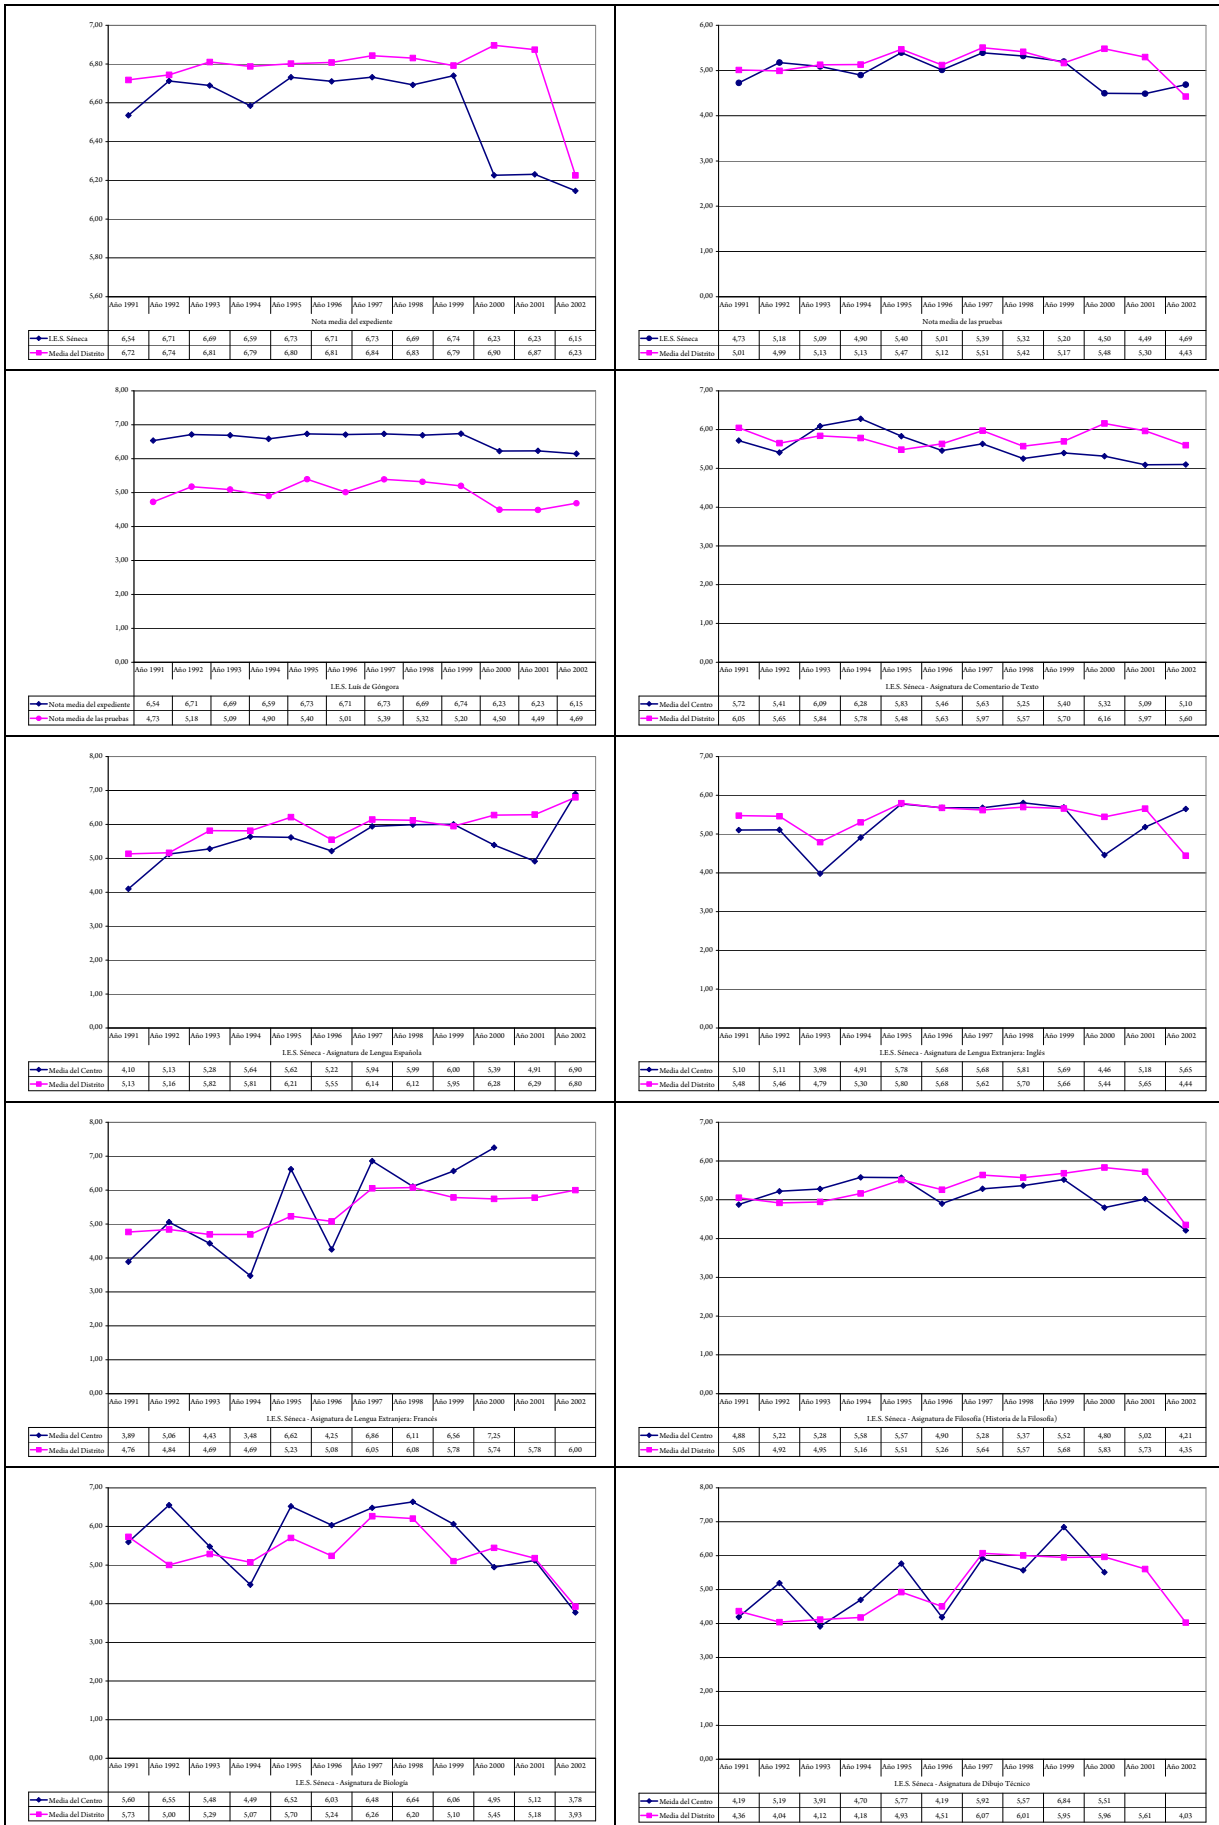 7,00
6,80
6,60
6,40
6,20
6,00
5,80
5,60
Año 1991 Año 1992 Año 1993 Año 1994 Año 1995 Año 1996 Año 1997 Año 1998 Año 1999 Año 2000 Año 2001 Año 2002
Nota media del expediente
I.E.S. Séneca 6,54 6,71 6,69 6,59 6,73 6,71 6,73 6,69 6,74 6,23 6,23 6,15
Media del Distrito 6,72 6,74 6,81 6,79 6,80 6,81 6,84 6,83 6,79 6,90 6,87 6,23
6,00
5,00
4,00
3,00
2,00
1,00
0,00
Año 1991 Año 1992 Año 1993 Año 1994 Año 1995 Año 1996 Año 1997 Año 1998 Año 1999 Año 2000 Año 2001 Año 2002
Nota media de las pruebas
I.E.S. Séneca 4,73 5,18 5,09 4,90 5,40 5,01 5,39 5,32 5,20 4,50 4,49 4,69
Media del Distrito 5,01 4,99 5,13 5,13 5,47 5,12 5,51 5,42 5,17 5,48 5,30 4,43
8,00
7,00
6,00
5,00
4,00
3,00
2,00
1,00
0,00
Año 1991 Año 1992 Año 1993 Año 1994 Año 1995 Año 1996 Año 1997 Año 1998 Año 1999 Año 2000 Año 2001 Año 2002
I.E.S. Luis de Góngora
Nota media del expediente 6,54 6,71 6,69 6,59 6,73 6,71 6,73 6,69 6,74 6,23 6,23 6,15
Nota media de las pruebas 4,73 5,18 5,09 4,90 5,40 5,01 5,39 5,32 5,20 4,50 4,49 4,69
7,00
6,00
5,00
4,00
3,00
2,00
1,00
0,00
Año 1991 Año 1992 Año 1993 Año 1994 Año 1995 Año 1996 Año 1997 Año 1998 Año 1999 Año 2000 Año 2001 Año 2002
I.E.S. Séneca - Asignatura de Comentario de Texto
Media del Centro 5,72 5,41 6,09 6,28 5,83 5,46 5,63 5,25 5,40 5,32 5,09 5,10
Media del Distrito 6,05 5,65 5,84 5,78 5,48 5,63 5,97 5,57 5,70 6,16 5,97 5,60
8,00
7,00
6,00
5,00
4,00
3,00
2,00
1,00
0,00
Año 1991 Año 1992 Año 1993 Año 1994 Año 1995 Año 1996 Año 1997 Año 1998 Año 1999 Año 2000 Año 2001 Año 2002
I.E.S. Séneca - Asignatura de Lengua Española
Media del Centro 4,10 5,13 5,28 5,64 5,62 5,22 5,94 5,99 6,00 5,39 4,91 6,90
Media del Distrito 5,13 5,16 5,82 5,81 6,21 5,55 6,14 6,12 5,95 6,28 6,29 6,80
7,00
6,00
5,00
4,00
3,00
2,00
1,00
0,00
Año 1991 Año 1992 Año 1993 Año 1994 Año 1995 Año 1996 Año 1997 Año 1998 Año 1999 Año 2000 Año 2001 Año 2002
I.E.S. Séneca - Asignatura de Lengua Extranjera: Inglés
Media del Centro 5,10 5,11 3,98 4,91 5,78 5,68 5,68 5,81 5,69 4,46 5,18 5,65
Media del Distrito 5,48 5,46 4,79 5,30 5,80 5,68 5,62 5,70 5,66 5,44 5,65 4,44
8,00
7,00
6,00
5,00
4,00
3,00
2,00
1,00
0,00
Año 1991 Año 1992 Año 1993 Año 1994 Año 1995 Año 1996 Año 1997 Año 1998 Año 1999 Año 2000 Año 2001 Año 2002
I.E.S. Séneca - Asignatura de Lengua Extranjera: Francés
Media del Centro 3,89 5,06 4,43 3,48 6,62 4,25 6,86 6,11 6,56 7,25
Media del Distrito 4,76 4,84 4,69 4,69 5,23 5,08 6,05 6,08 5,78 5,74 5,78 6,00
7,00
6,00
5,00
4,00
3,00
2,00
1,00
0,00
Año 1991 Año 1992 Año 1993 Año 1994 Año 1995 Año 1996 Año 1997 Año 1998 Año 1999 Año 2000 Año 2001 Año 2002
I.E.S. Séneca - Asignatura de Filosofía (Historia de la Filosofía)
Media del Centro 4,88 5,22 5,28 5,58 5,57 4,90 5,28 5,37 5,52 4,80 5,02 4,21
Media del Distrito 5,05 4,92 4,95 5,16 5,51 5,26 5,64 5,57 5,68 5,83 5,73 4,35
7,00
6,00
5,00
4,00
3,00
2,00
1,00
0,00
Año 1991 Año 1992 Año 1993 Año 1994 Año 1995 Año 1996 Año 1997 Año 1998 Año 1999 Año 2000 Año 2001 Año 2002
I.E.S. Séneca - Asignatura de Biología
Media del Centro 5,60 6,55 5,48 4,49 6,52 6,03 6,48 6,64 6,06 4,95 5,12 3,78
Media del Distrito 5,73 5,00 5,29 5,07 5,70 5,24 6,26 6,20 5,10 5,45 5,18 3,93
8,00
7,00
6,00
5,00
4,00
3,00
2,00
1,00
0,00
Año 1991 Año 1992 Año 1993 Año 1994 Año 1995 Año 1996 Año 1997 Año 1998 Año 1999 Año 2000 Año 2001 Año 2002
I.E.S. Séneca - Asignatura de Dibujo Técnico
Meida del Centro 4,19 5,19 3,91 4,70 5,77 4,19 5,92 5,57 6,84 5,51
Media del Distrito 4,36 4,04 4,12 4,18 4,93 4,51 6,07 6,01 5,95 5,96 5,61 4,03